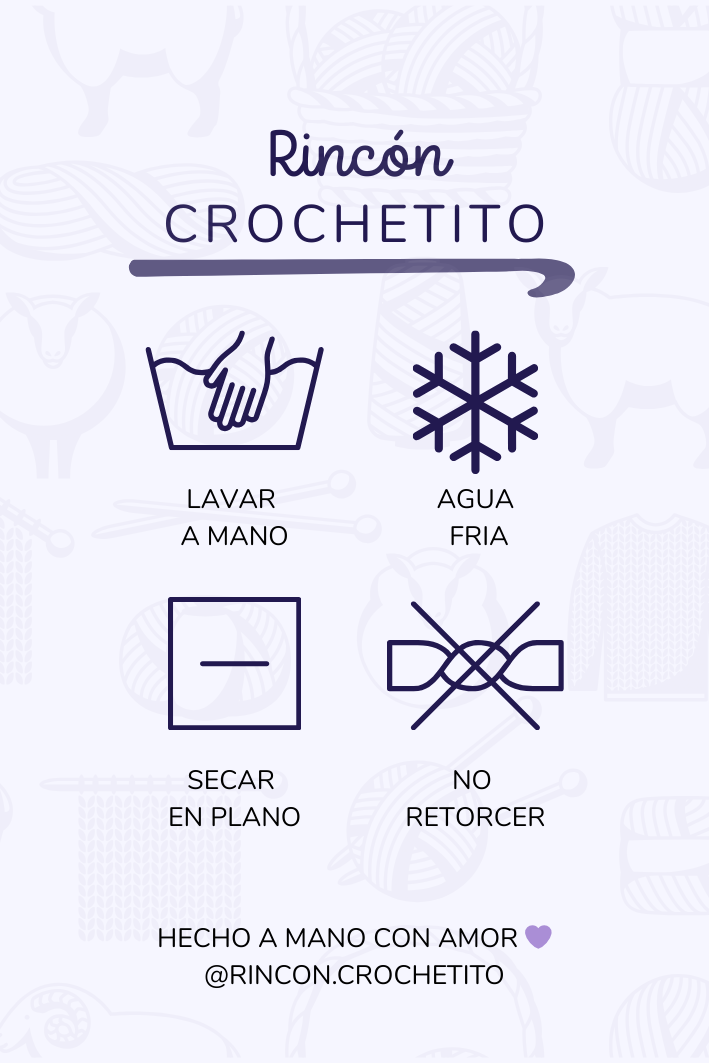 Rincón
CROCHETITO
LAVAR
A MANO
AGUA
FRIA
SECAR
EN PLANO
NO
RETORCER
HECHO A MANO CON AMOR 💜
@RINCON.CROCHETITO